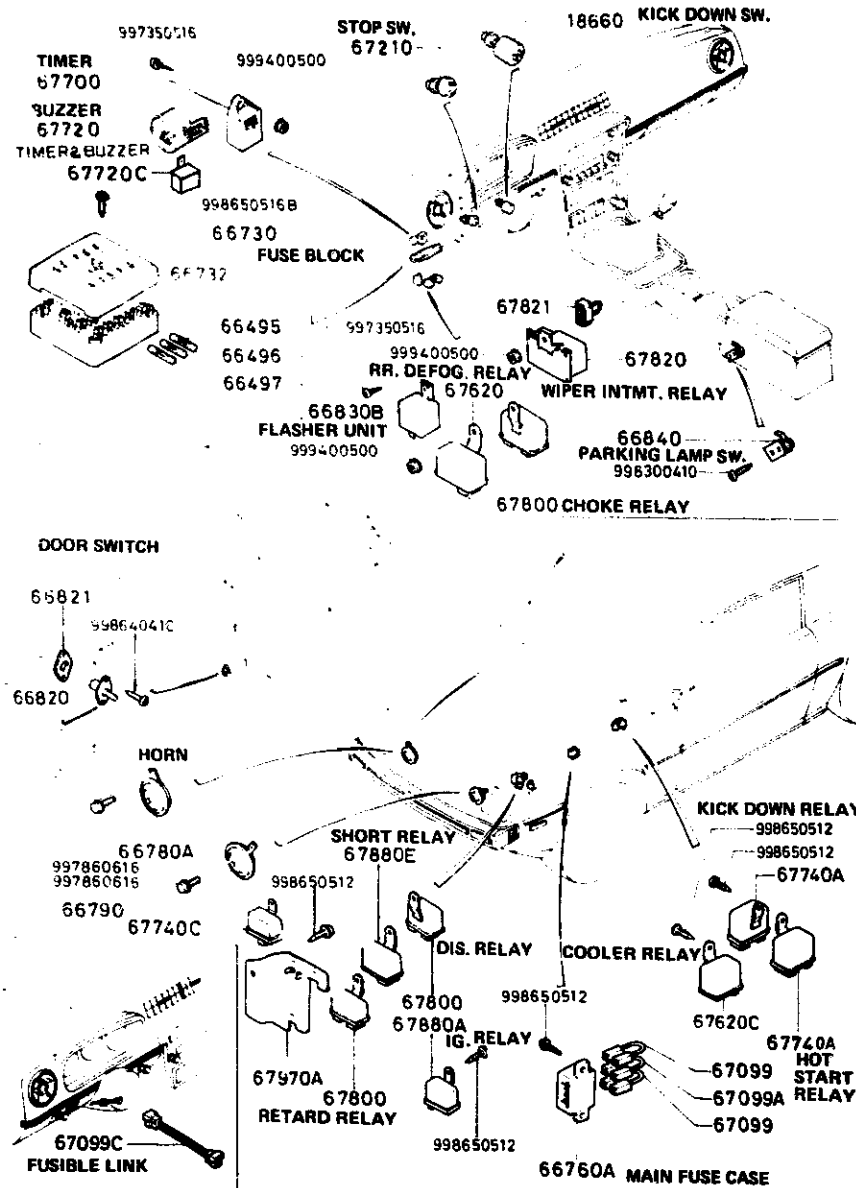 997350516
STOP SW.
67210
18660
KICK DOWN SW.
TIMER
67700
999400500
BUZZER
67720
TIMER&BUZZER
67720C
998650516B
66730
FUSE BLOCK
66732
66495
66496
66497
997350516
999400500
RR. DEFOG. RELAY
67620
67821
67820
WIPER INTMT. RELAY
66830B
FLASHER UNIT
999400500
66840
PARKING LAMP SW.
998300410
67800 CHOKE RELAY
DOOR SWITCH
66821
99864041C
66820
HORN
66780A
997860616
997860616
66790
67740C
SHORT RELAY
67880E
998650512
DIS. RELAY
67800
67880A
IG. RELAY
998650512
998650512
67970A
67800
RETARD RELAY
KICK DOWN RELAY
998650512
998650512
67740A
COOLER RELAY
67620C
67740A
HOT
START
RELAY
67099
67099A
67099
66760A MAIN FUSE CASE
67099C
FUSIBLE LINK